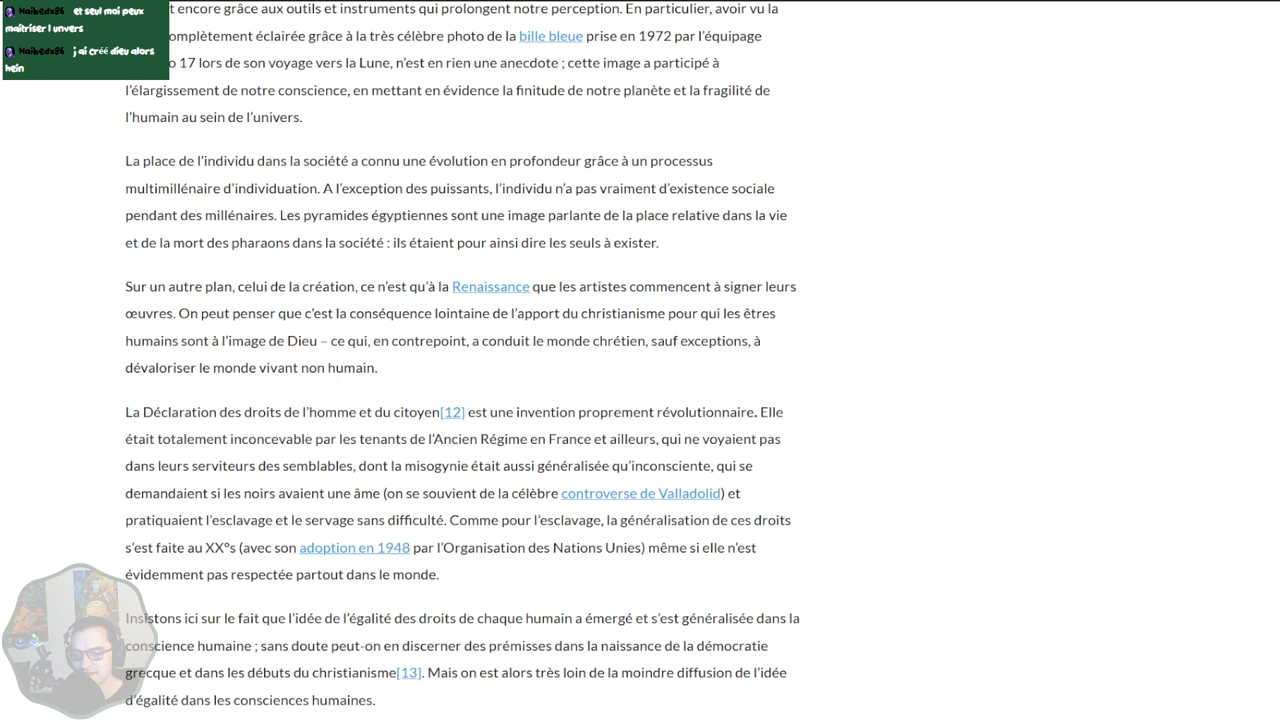 Naibedx86 et seul moi peux
maitriser l unvers
Naibedx86 j ai créé dieu alors
hein
t encore grâce aux outils et instruments qui prolongent notre perception. En particulier, avoir vu la
omplètement éclairée grâce à la très célèbre photo de la bille bleue prise en 1972 par l’équipage
o 17 lors de son voyage vers la Lune, n’est en rien une anecdote ; cette image a participé à
l’élargissement de notre conscience, en mettant en évidence la finitude de notre planète et la fragilité de
l’humain au sein de l’univers.
La place de l’individu dans la société a connu une évolution en profondeur grâce à un processus
multimillénaire d’individuation. A l’exception des puissants, l’individu n’a pas vraiment d’existence sociale
pendant des millénaires. Les pyramides égyptiennes sont une image parlante de la place relative dans la vie
et de la mort des pharaons dans la société : ils étaient pour ainsi dire les seuls à exister.
Sur un autre plan, celui de la création, ce n’est qu’à la Renaissance que les artistes commencent à signer leurs
œuvres. On peut penser que c’est la conséquence lointaine de l’apport du christianisme pour qui les êtres
humains sont à l’image de Dieu – ce qui, en contrepoint, a conduit le monde chrétien, sauf exceptions, à
dévaloriser le monde vivant non humain.
La Déclaration des droits de l’homme et du citoyen[12] est une invention proprement révolutionnaire. Elle
était totalement inconcevable par les tenants de l’Ancien Régime en France et ailleurs, qui ne voyaient pas
dans leurs serviteurs des semblables, dont la misogynie était aussi généralisée qu’inconsciente, qui se
demandaient si les noirs avaient une âme (on se souvient de la célèbre controverse de Valladolid) et
pratiquaient l’esclavage et le servage sans difficulté. Comme pour l’esclavage, la généralisation de ces droits
s’est faite au XX°s (avec son adoption en 1948 par l’Organisation des Nations Unies) même si elle n’est
évidemment pas respectée partout dans le monde.
Insistons ici sur le fait que l’idée de l’égalité des droits de chaque humain a émergé et s’est généralisée dans la
conscience humaine ; sans doute peut-on en discerner des prémisses dans la naissance de la démocratie
grecque et dans les débuts du christianisme[13]. Mais on est alors très loin de la moindre diffusion de l’idée
d’égalité dans les consciences humaines.